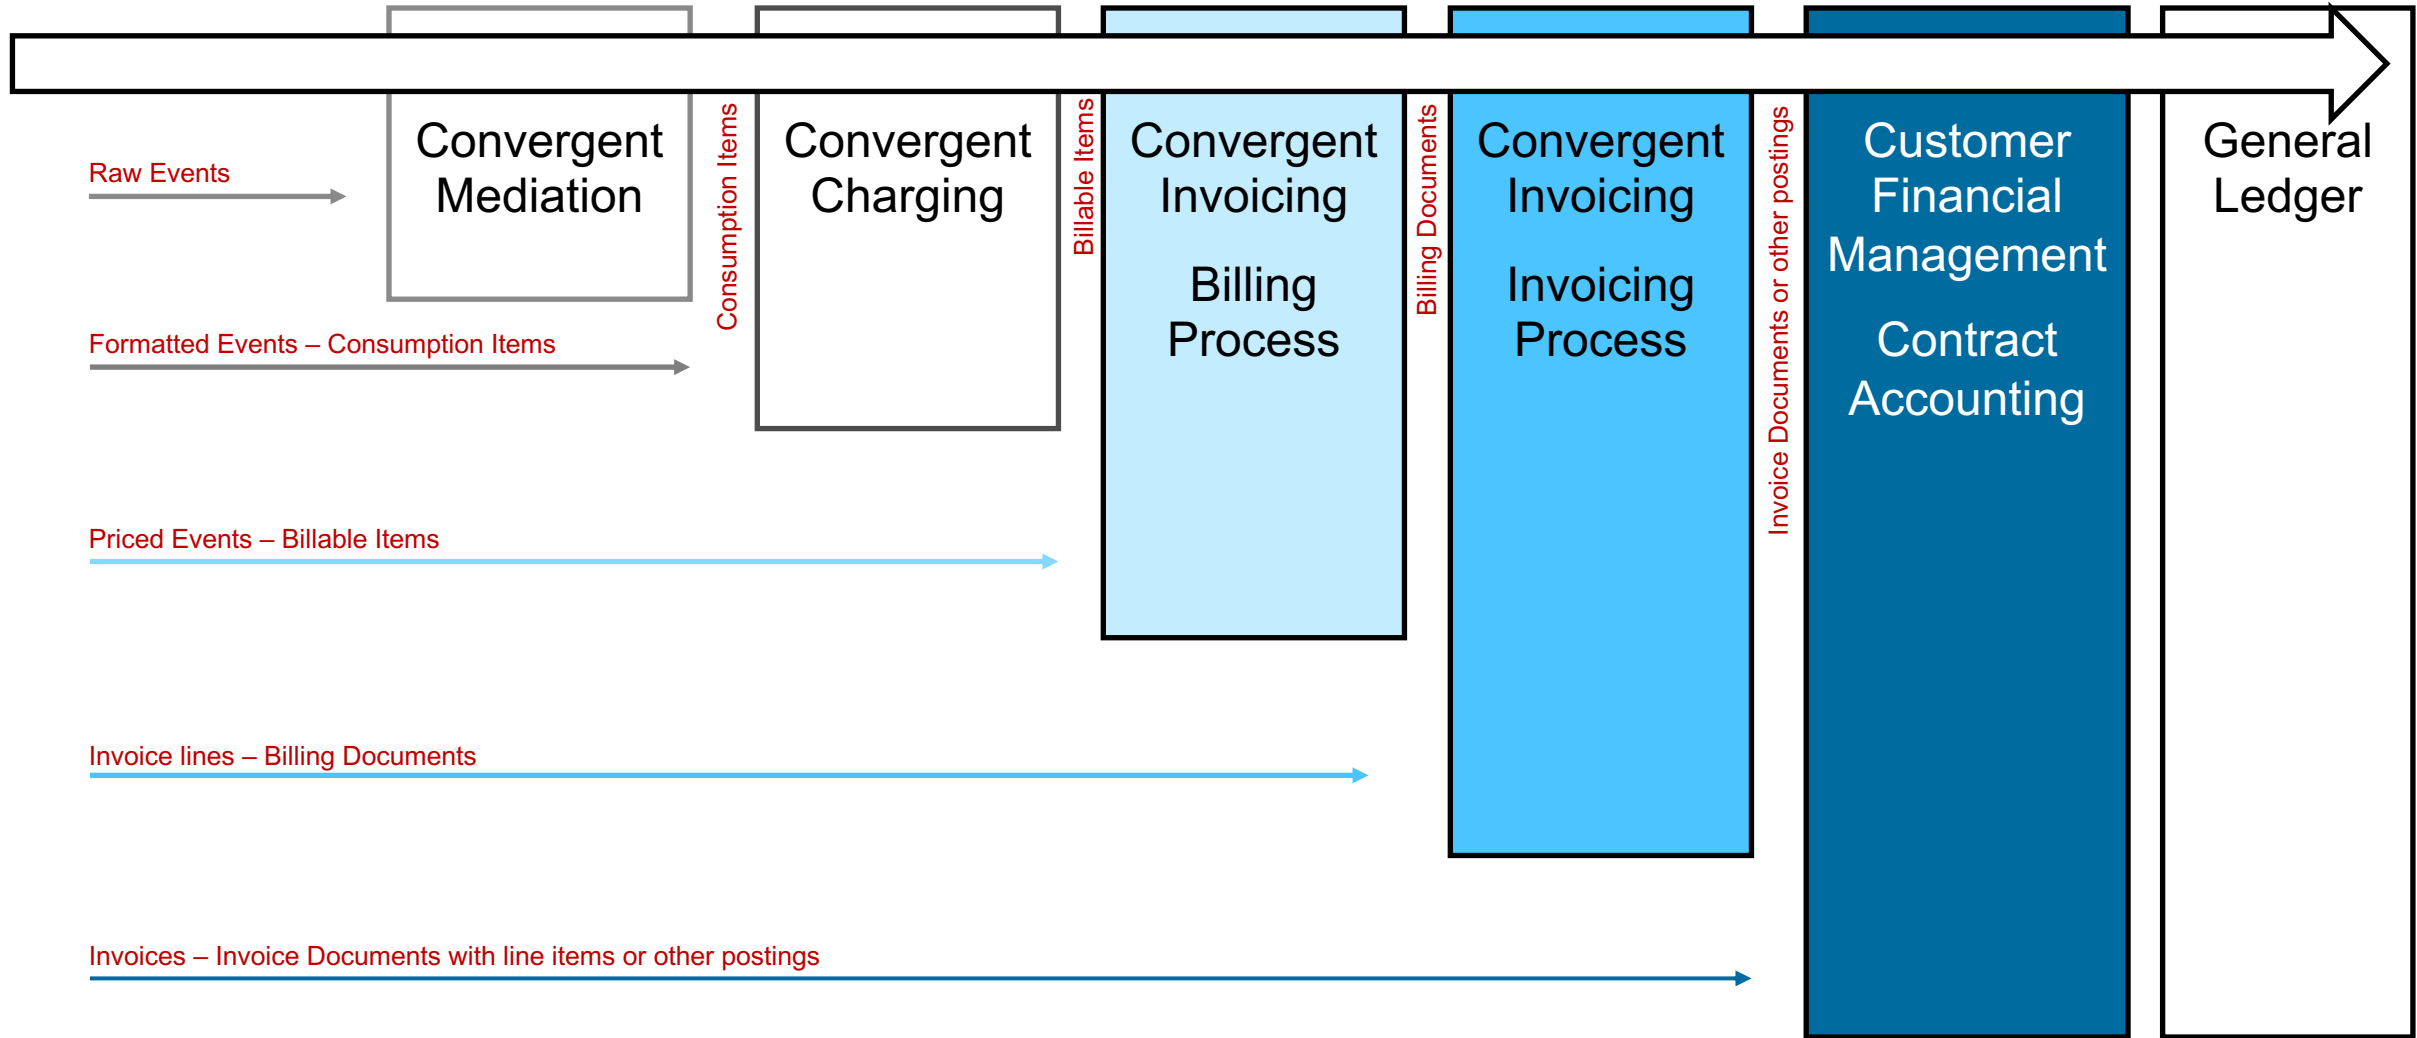 Raw Events
Convergent
Mediation
Consumption Items
Convergent
Charging
Billable Items
Convergent
Invoicing
Billing
Process
Billing Documents
Convergent
Invoicing
Invoicing
Process
Invoice Documents or other postings
Customer
Financial
Management
Contract
Accounting
General
Ledger
Formatted Events – Consumption Items
Priced Events – Billable Items
Invoice lines – Billing Documents
Invoices – Invoice Documents with line items or other postings